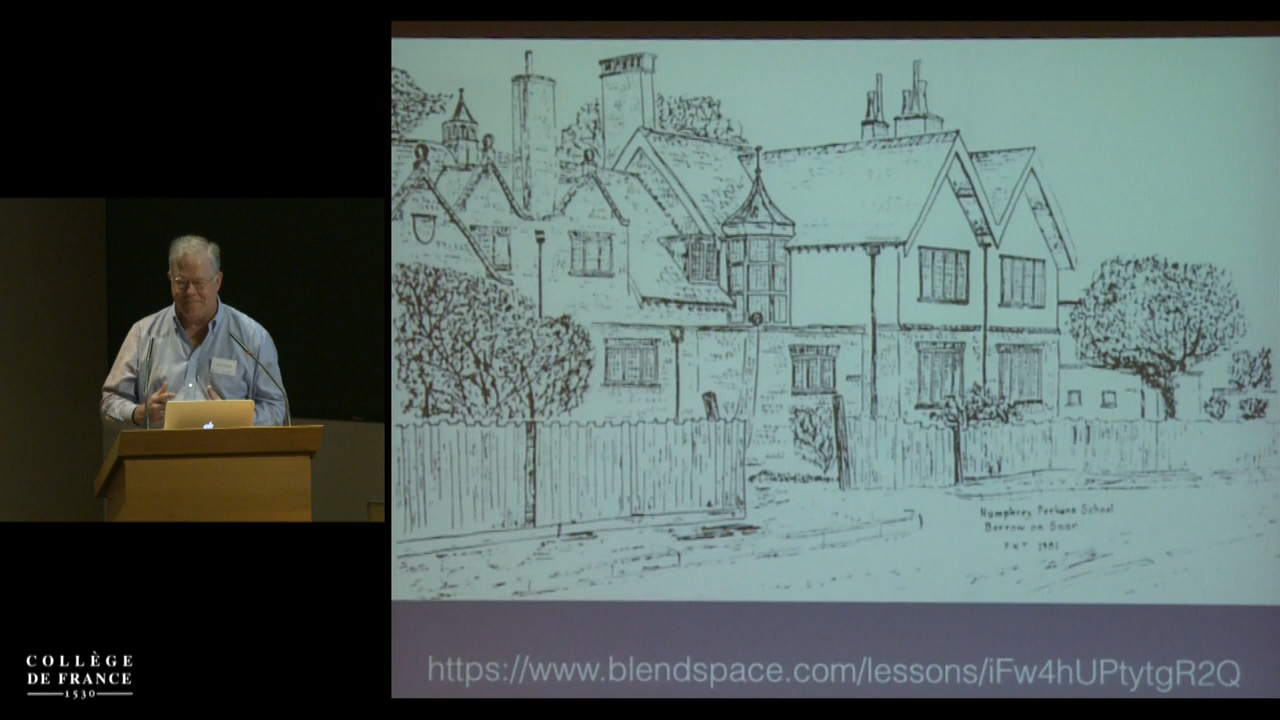 Humphrey Perkins School
Barrow on Soar
FKT 1981
https://www.blendspace.com/lessons/iFw4hUPtytgR2Q
COLLÈGE
DE FRANCE
1530